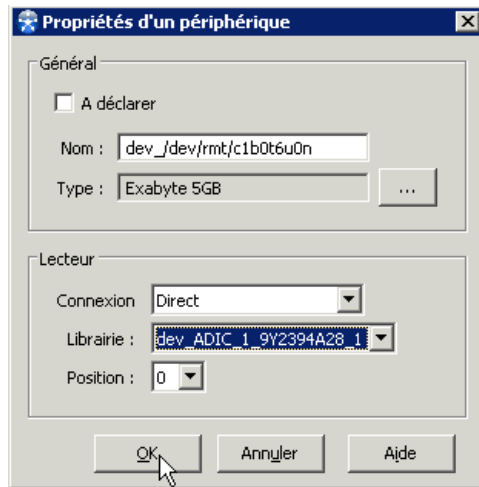 Propriétés d'un périphérique
Général
A déclarer
Nom : dev_/dev/rmt/c1b0t6u0n
Type : Exabyte 5GB ...
Lecteur
Connexion Direct
Librairie : dev_ADIC_1_9Y2394A28_1
Position : 0
OK Annuler Aide